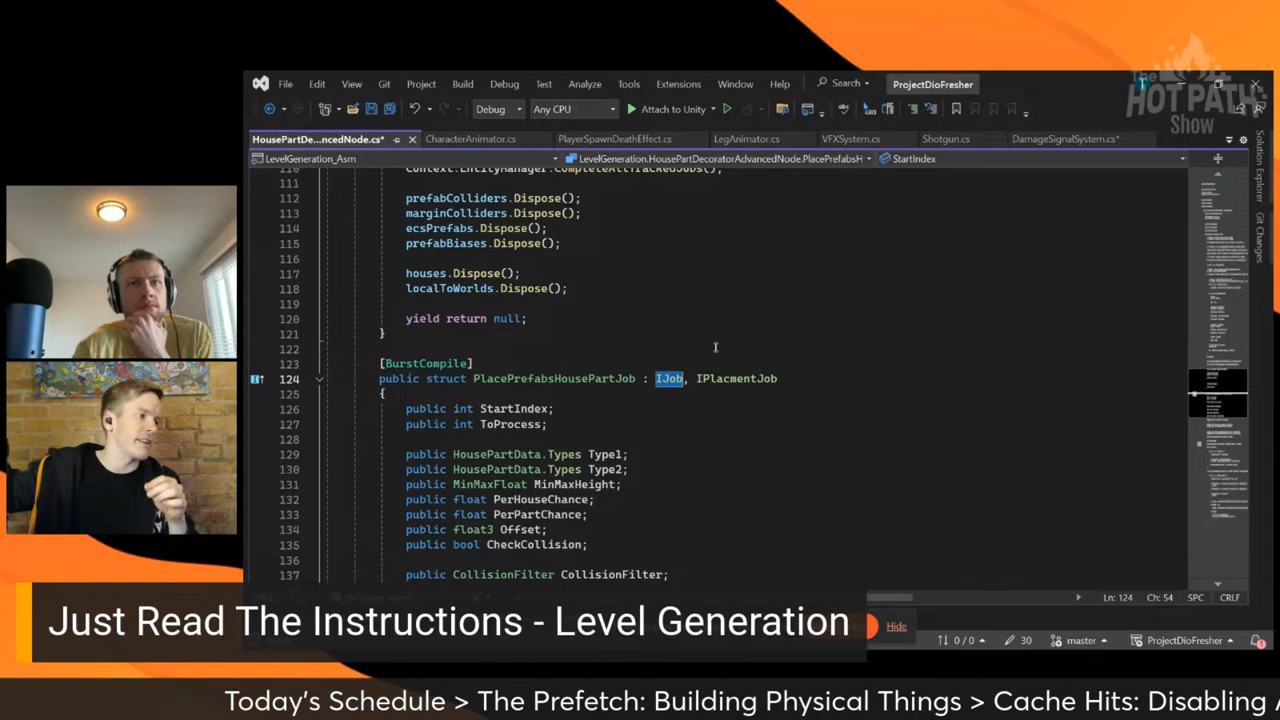 The
HOT PATH
Show
File Edit View Git Project Build Debug Test Analyze Tools Extensions Window Help Search ProjectDioFresher
Debug Any CPU Attach to Unity
HousePartDe...ncedNode.cs* CharacterAnimator.cs PlayerSpawnDeathEffect.cs LegAnimator.cs VFXSystem.cs Shotgun.cs DamageSignalSystem.cs*
LevelGeneration_Asm LevelGeneration.HousePartDecoratorAdvancedNode.PlacePrefabsH StartIndex
Solution Explorer
Git Changes
110 Context.EntityManager.CompleteAllTrackedJobs();
111
112 prefabColliders.Dispose();
113 marginColliders.Dispose();
114 ecsPrefabs.Dispose();
115 prefabBiases.Dispose();
116
117 houses.Dispose();
118 localToWorlds.Dispose();
119
120 yield return null;
121 }
122
123 [BurstCompile]
124 public struct PlacePrefabsHousePartJob : IJob, IPlacmentJob
125 {
126 public int StartIndex;
127 public int ToProcess;
128
129 public HousePartData.Types Type1;
130 public HousePartData.Types Type2;
131 public MinMaxFloat MinMaxHeight;
132 public float PerHouseChance;
133 public float PerPartChance;
134 public float3 Offset;
135 public bool CheckCollision;
136
137 public CollisionFilter CollisionFilter;
Ln: 124 Ch: 54 SPC CRLF
Hide
0 / 0 30 master ProjectDioFresher
Just Read The Instructions - Level Generation
Today's Schedule > The Prefetch: Building Physical Things > Cache Hits: Disabling